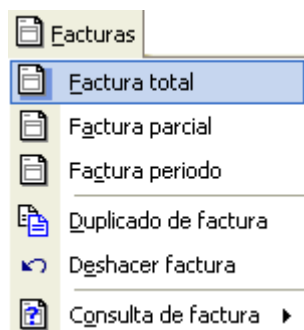 Facturas
Factura total
Factura parcial
Factura periodo
Duplicado de factura
Deshacer factura
Consulta de factura